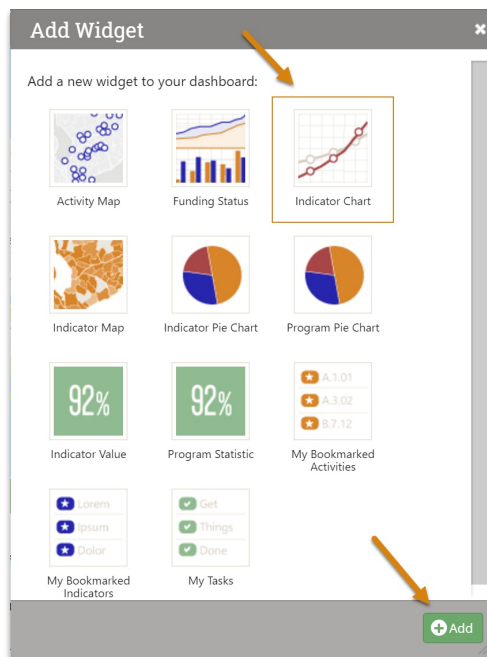 Add Widget
Add a new widget to your dashboard:
Activity Map
Funding Status
Indicator Chart
Indicator Map
Indicator Pie Chart
Program Pie Chart
92%
92%
A.1.01
A.3.02
B.7.12
Indicator Value
Program Statistic
My Bookmarked
Activities
Lorem
Ipsum
Dolor
Get
Things
Done
My Bookmarked
Indicators
My Tasks
Add